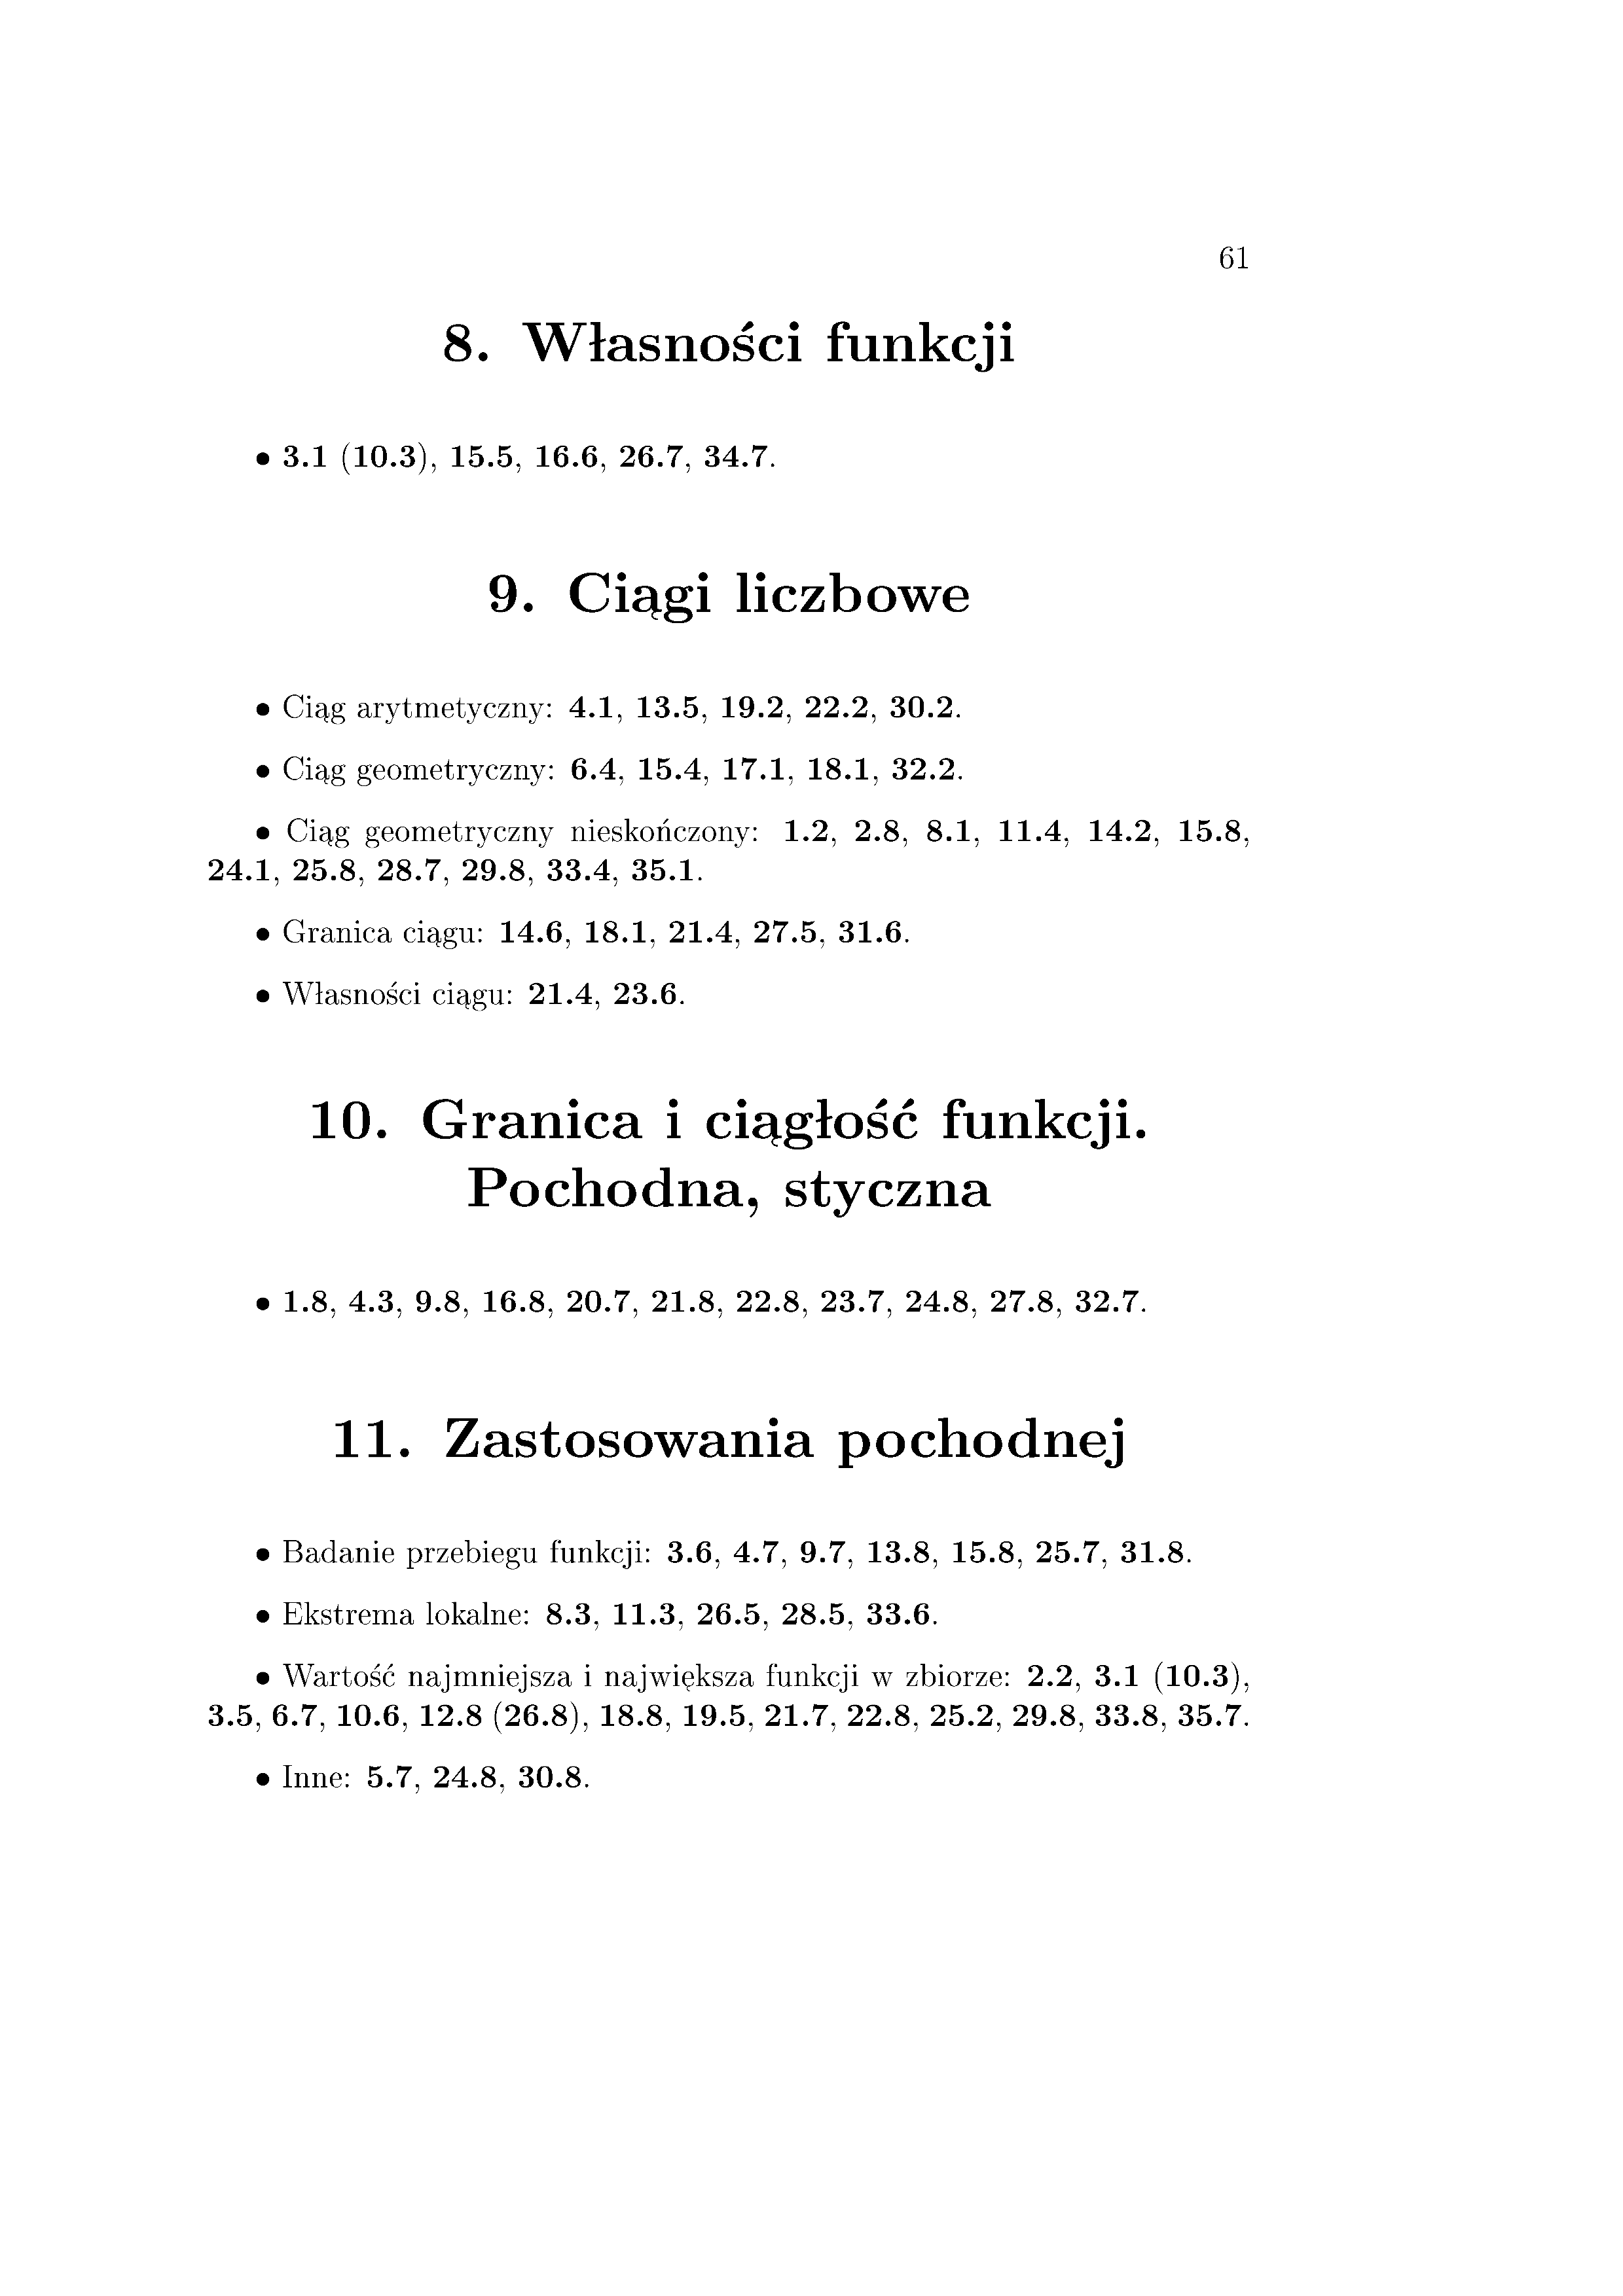 61
8. Własności funkcji
• 3.1 (10.3), 15.5, 16.6, 26.7, 34.7.
9. Ciągi liczbowe
• Ciąg arytmetyczny: 4.1, 13.5, 19.2, 22.2, 30.2.
• Ciąg geometryczny: 6.4, 15.4, 17.1, 18.1, 32.2.
• Ciąg geometryczny nieskończony: 1.2, 2.8, 8.1, 11.4, 14.2, 15.8,
24.1, 25.8, 28.7, 29.8, 33.4, 35.1.
• Granica ciągu: 14.6, 18.1, 21.4, 27.5, 31.6.
• Własności ciągu: 21.4, 23.6.
10. Granica i ciągłość funkcji.
Pochodna, styczna
• 1.8, 4.3, 9.8, 16.8, 20.7, 21.8, 22.8, 23.7, 24.8, 27.8, 32.7.
11. Zastosowania pochodnej
• Badanie przebiegu funkcji: 3.6, 4.7, 9.7, 13.8, 15.8, 25.7, 31.8.
• Ekstrema lokalne: 8.3, 11.3, 26.5, 28.5, 33.6.
• Wartość najmniejsza i największa funkcji w zbiorze: 2.2, 3.1 (10.3),
3.5, 6.7, 10.6, 12.8 (26.8), 18.8, 19.5, 21.7, 22.8, 25.2, 29.8, 33.8, 35.7.
• Inne: 5.7, 24.8, 30.8.